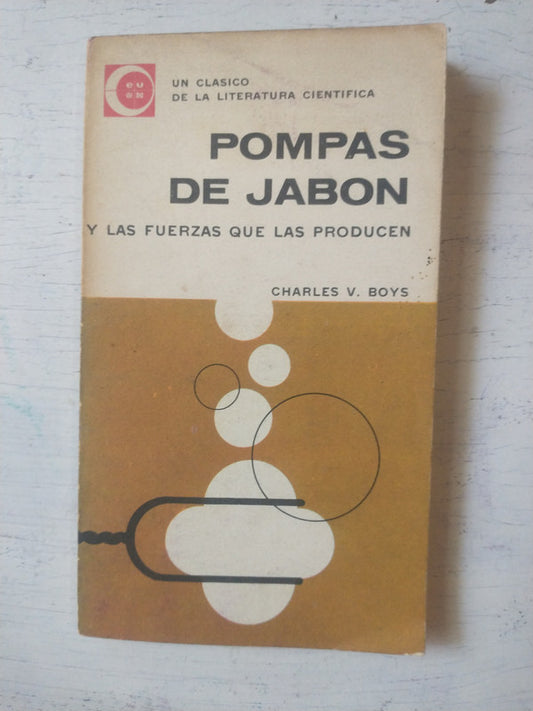 UN CLASICO
DE LA LITERATURA CIENTIFICA
POMPAS
DE JABON
Y LAS FUERZAS QUE LAS PRODUCEN
CHARLES V. BOYS